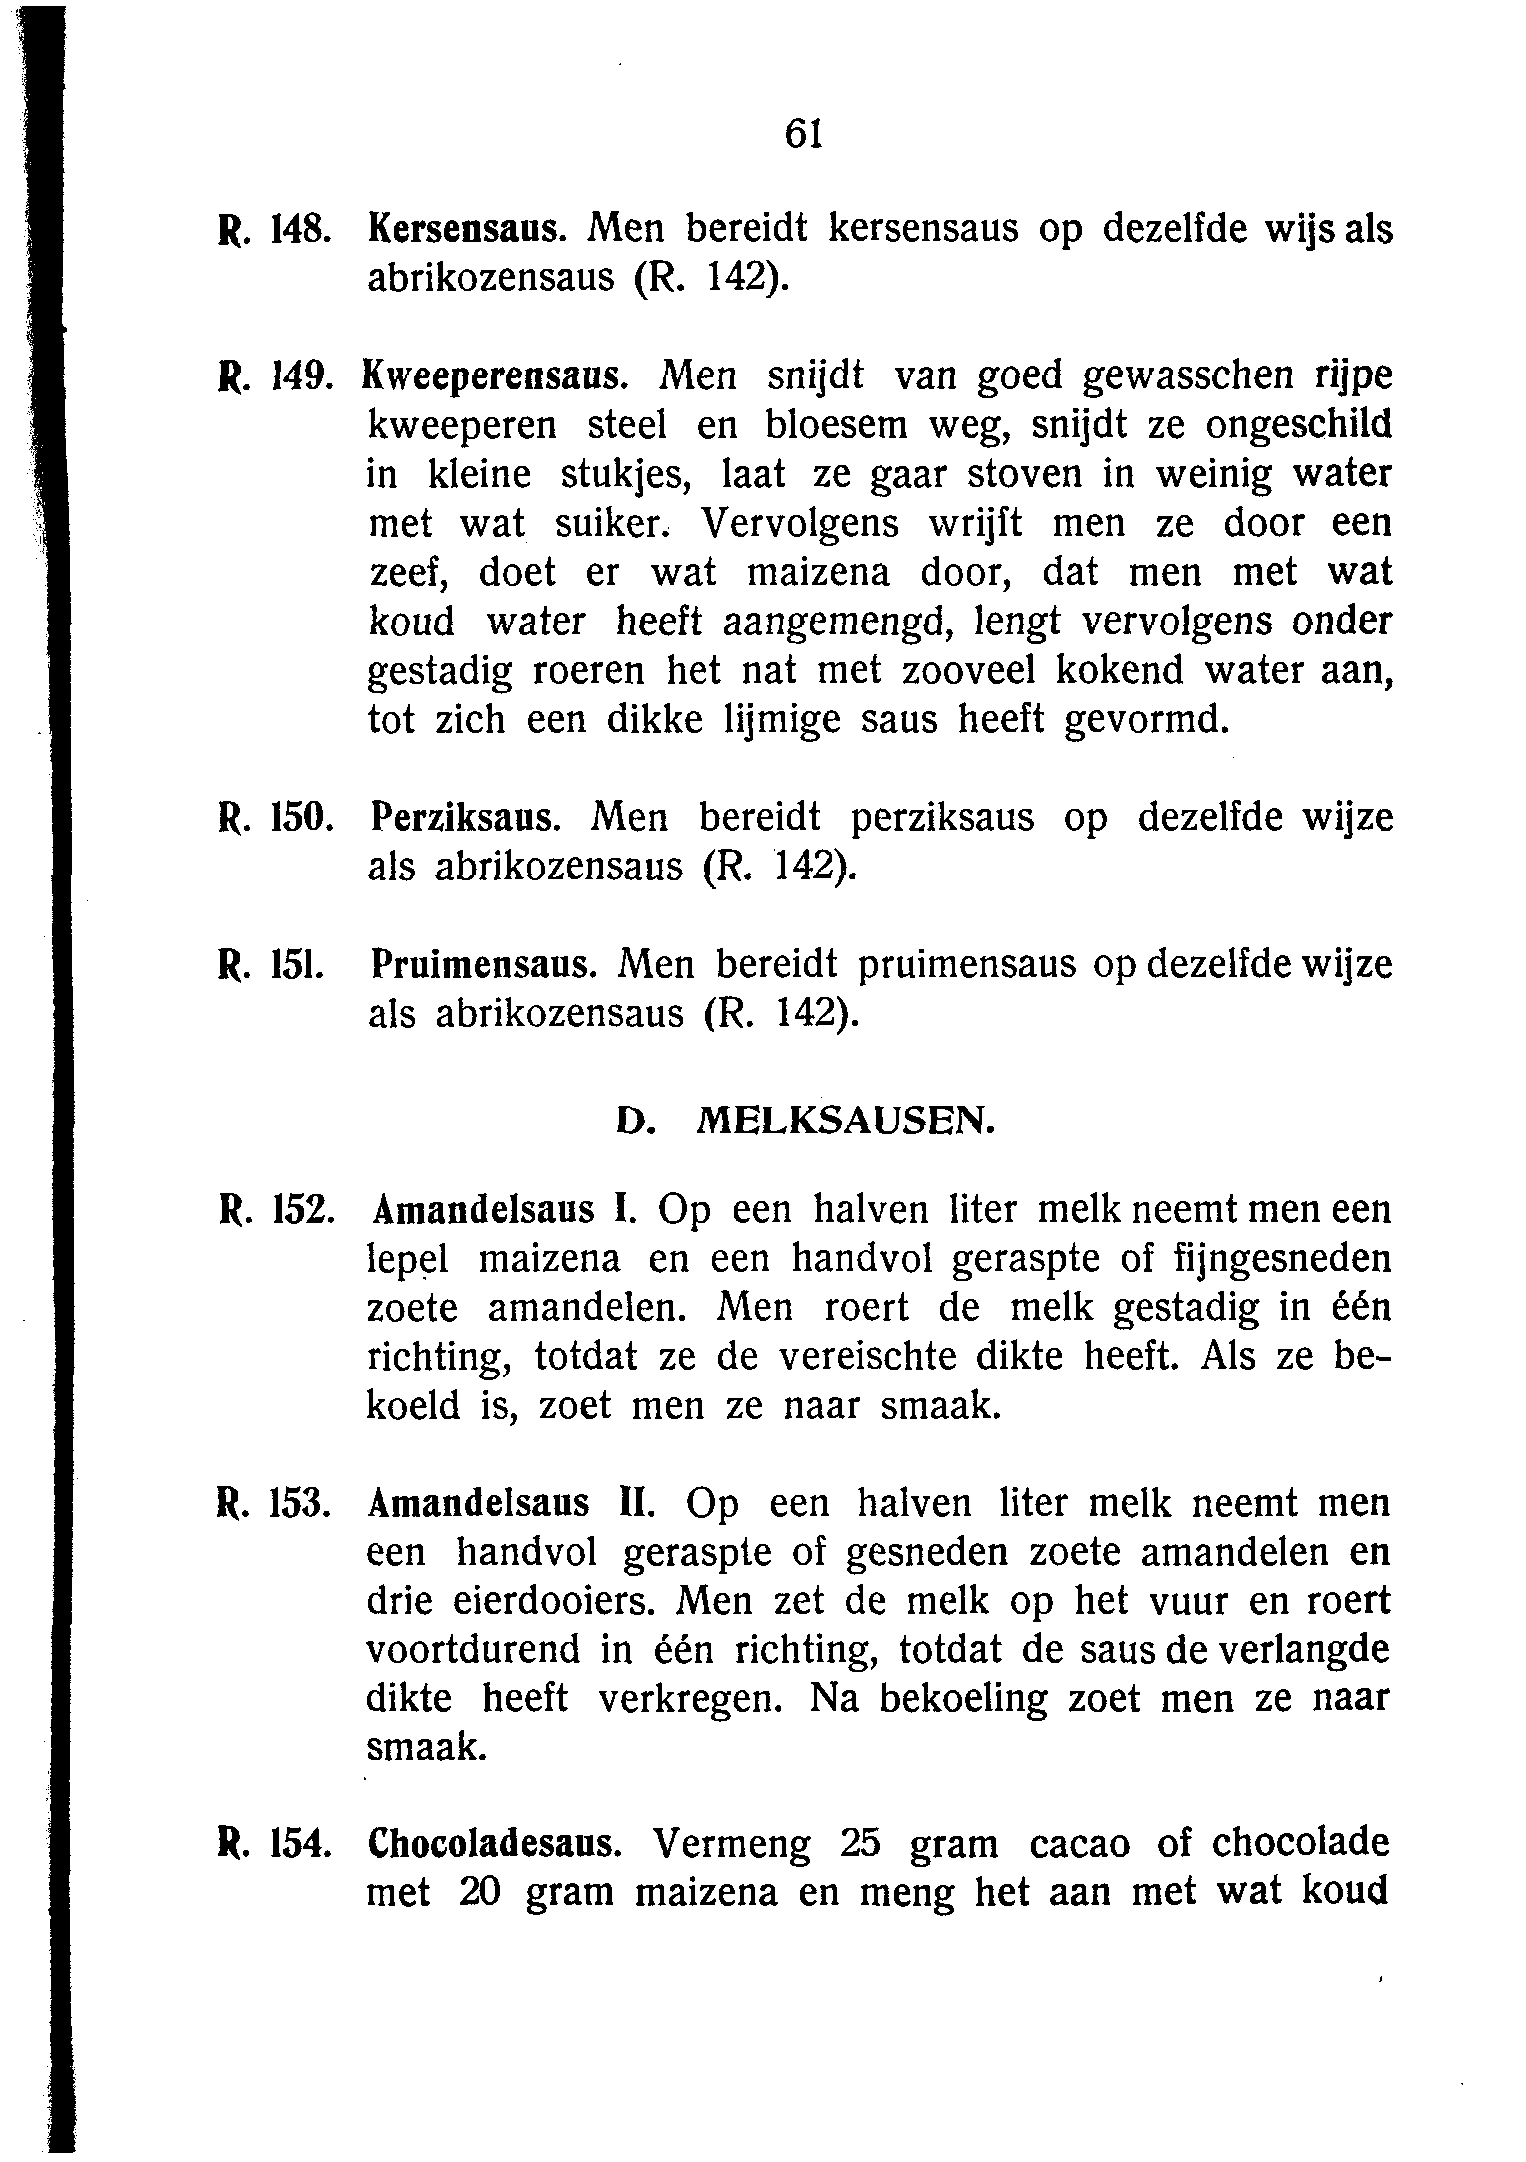 61
R. 148. Kersensaus. Men bereidt kersensaus op dezelfde wijs als
abrikozensaus (R. 142).
R. 149. Kweeperensaus. Men snijdt van goed gewasschen rijpe
kweeperen steel en bloesem weg, snijdt ze ongeschild
in kleine stukjes, laat ze gaar stoven in weinig water
met wat suiker. Vervolgens wrijft men ze door een
zeef, doet er wat maizena door, dat men met wat
koud water heeft aangemengd, lengt vervolgens onder
gestadig roeren het nat met zooveel kokend water aan,
tot zich een dikke lijmige saus heeft gevormd.
R. 150. Perziksaus. Men bereidt perziksaus op dezelfde wijze
als abrikozensaus (R. 142).
R. 151. Pruimensaus. Men bereidt pruimensaus op dezelfde wijze
als abrikozensaus (R. 142).
D. MELKSAUSEN.
R. 152. Amandelsaus I. Op een halven liter melk neemt men een
lepel maizena en een handvol geraspte of fijngesneden
zoete amandelen. Men roert de melk gestadig in één
richting, totdat ze de vereischte dikte heeft. Als ze be-
koeld is, zoet men ze naar smaak.
R. 153. Amandelsaus II. Op een halven liter melk neemt men
een handvol geraspte of gesneden zoete amandelen en
drie eierdooiers. Men zet de melk op het vuur en roert
voortdurend in één richting, totdat de saus de verlangde
dikte heeft verkregen. Na bekoeling zoet men ze naar
smaak.
R. 154. Chocoladesaus. Vermeng 25 gram cacao of chocolade
met 20 gram maizena en meng het aan met wat koud